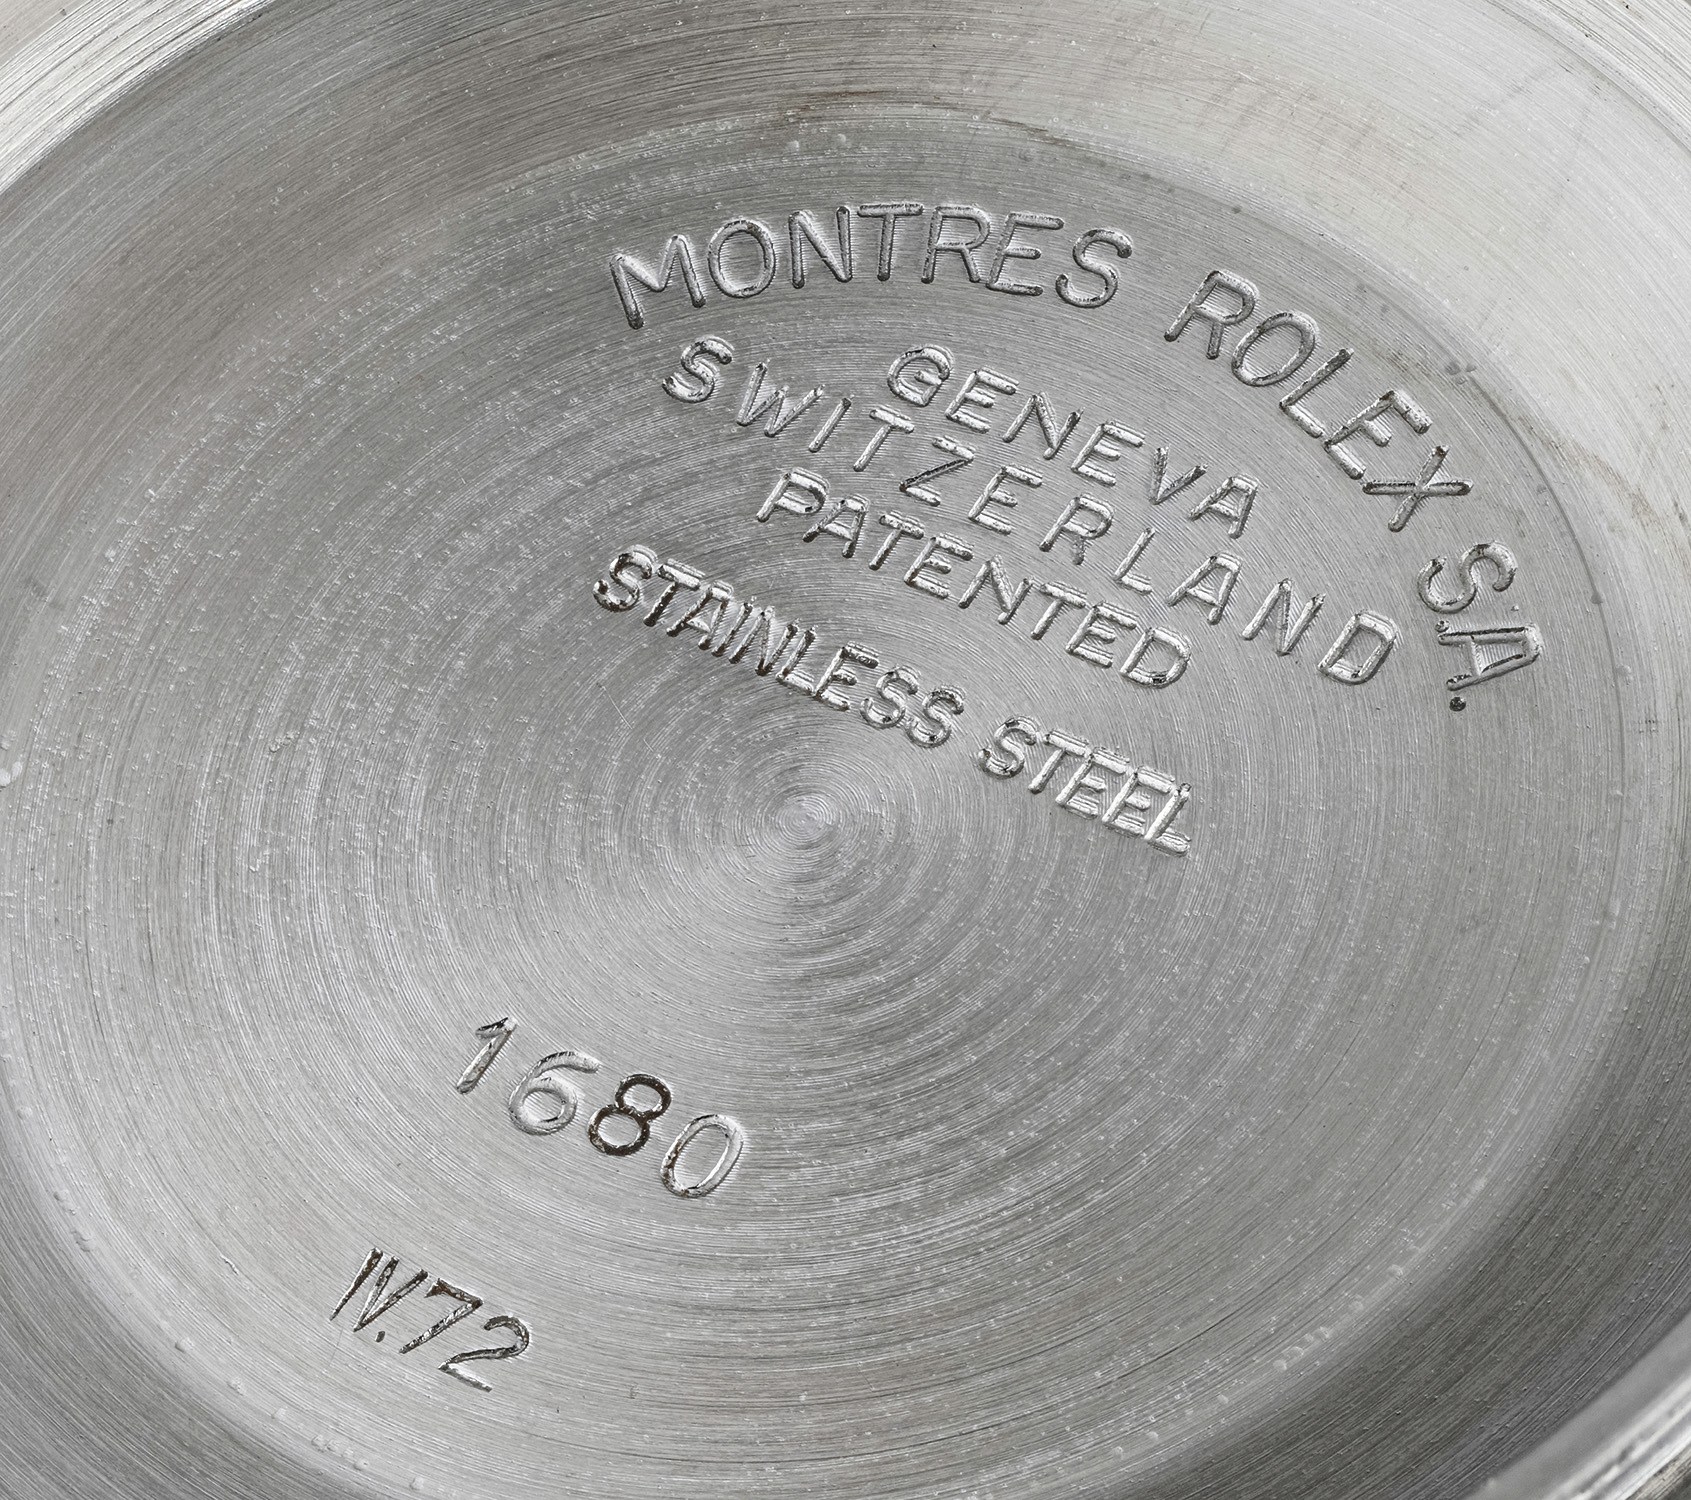 MONTRES ROLEX S.A.
GENEVA
SWITZERLAND
PATENTED
STAINLESS STEEL
1680
IV.72